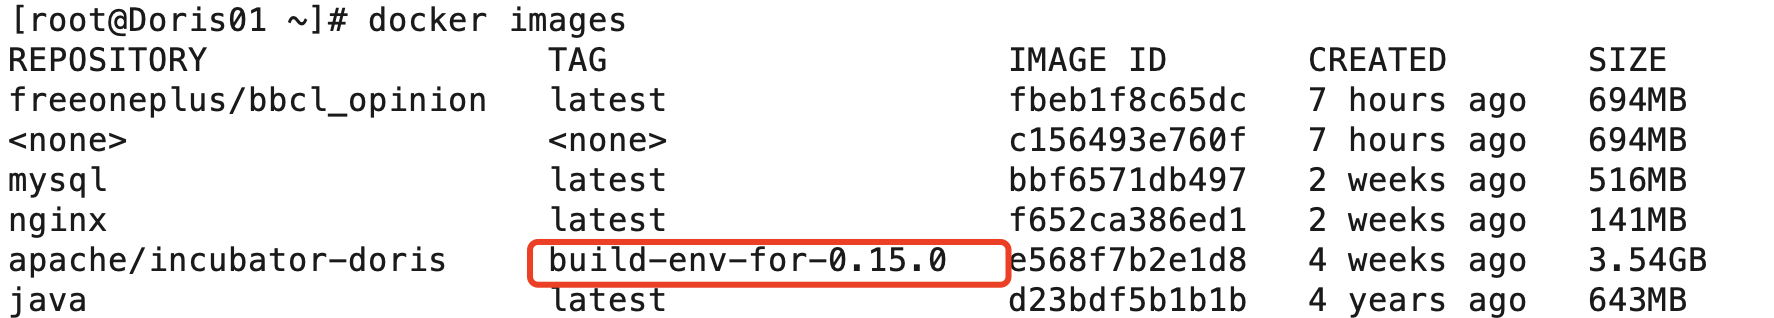 [root@Doris01 ~]# docker images
REPOSITORY TAG IMAGE ID CREATED SIZE
freeoneplus/bbcl_opinion latest fbeb1f8c65dc 7 hours ago 694MB
<none> <none> c156493e760f 7 hours ago 694MB
mysql latest bbf6571db497 2 weeks ago 516MB
nginx latest f652ca386ed1 2 weeks ago 141MB
apache/incubator-doris build-env-for-0.15.0 e568f7b2e1d8 4 weeks ago 3.54GB
java latest d23bdf5b1b1b 4 years ago 643MB